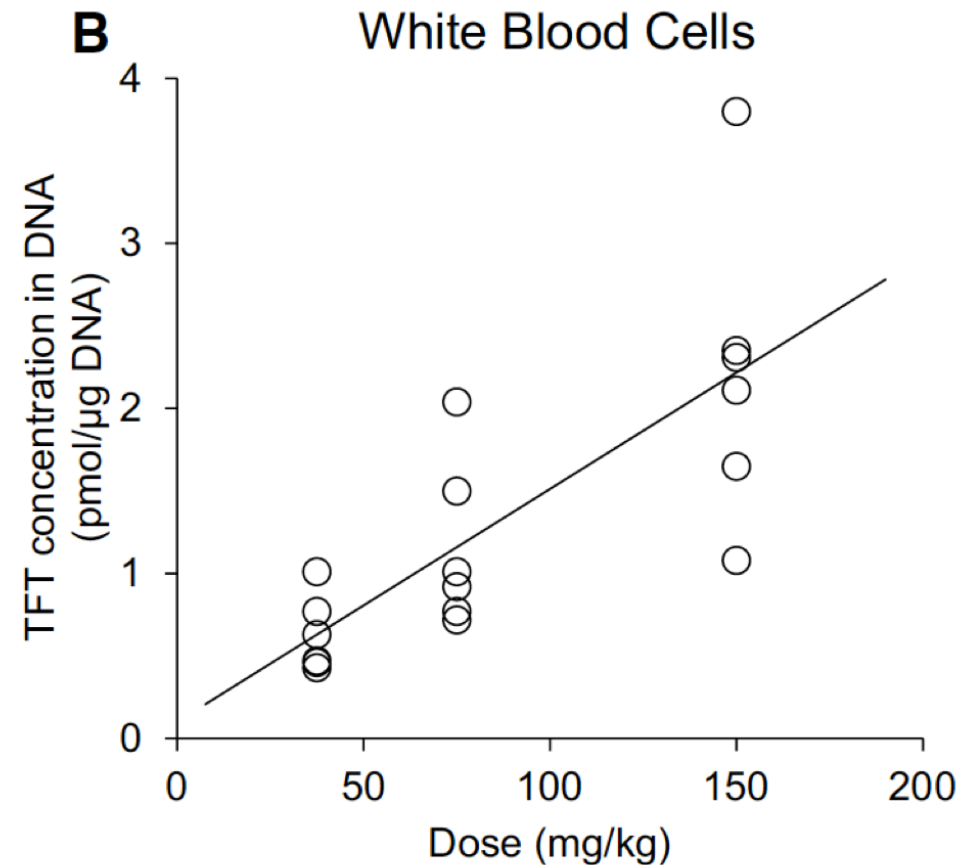 B White Blood Cells
TFT concentration in DNA
(pmol/µg DNA)
4
3
2
1
0
0 50 100 150 200
Dose (mg/kg)